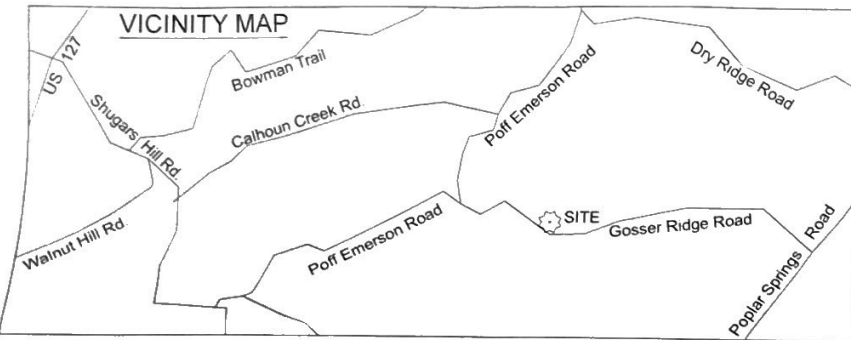 VICINITY MAP
US 127
Bowman Trail
Shugars Hill Rd.
Calhoun Creek Rd.
Poff Emerson Road
Dry Ridge Road
Walnut Hill Rd.
Poff Emerson Road
SITE
Gosser Ridge Road
Poplar Springs Road